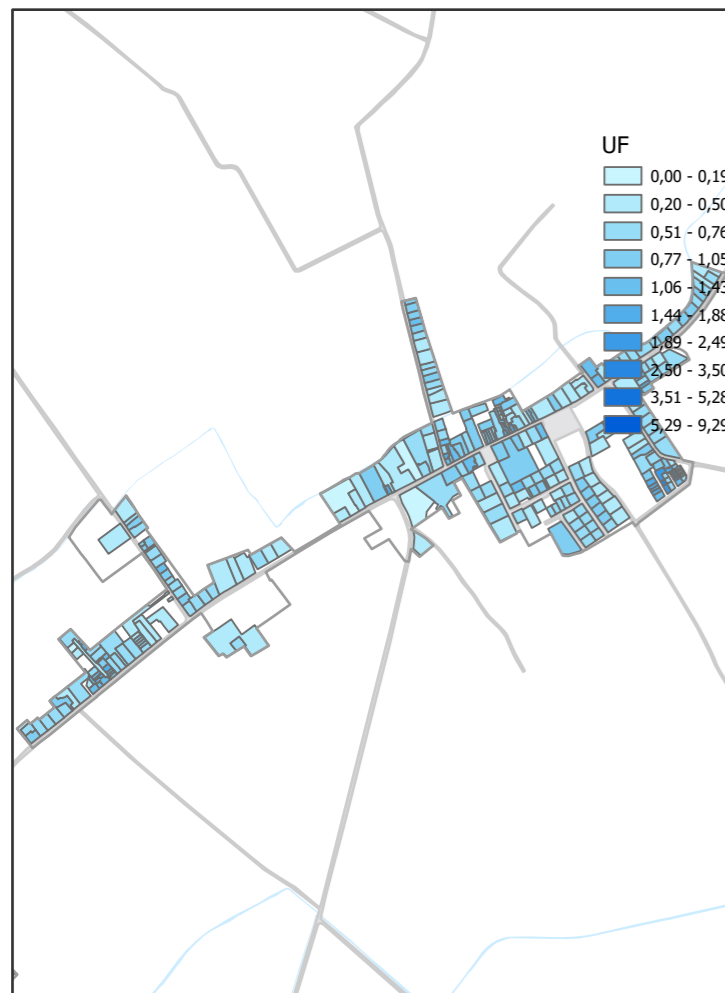 UF
0,00 - 0,19
0,20 - 0,50
0,51 - 0,76
0,77 - 1,05
1,06 - 1,43
1,44 - 1,88
1,89 - 2,49
2,50 - 3,50
3,51 - 5,28
5,29 - 9,29